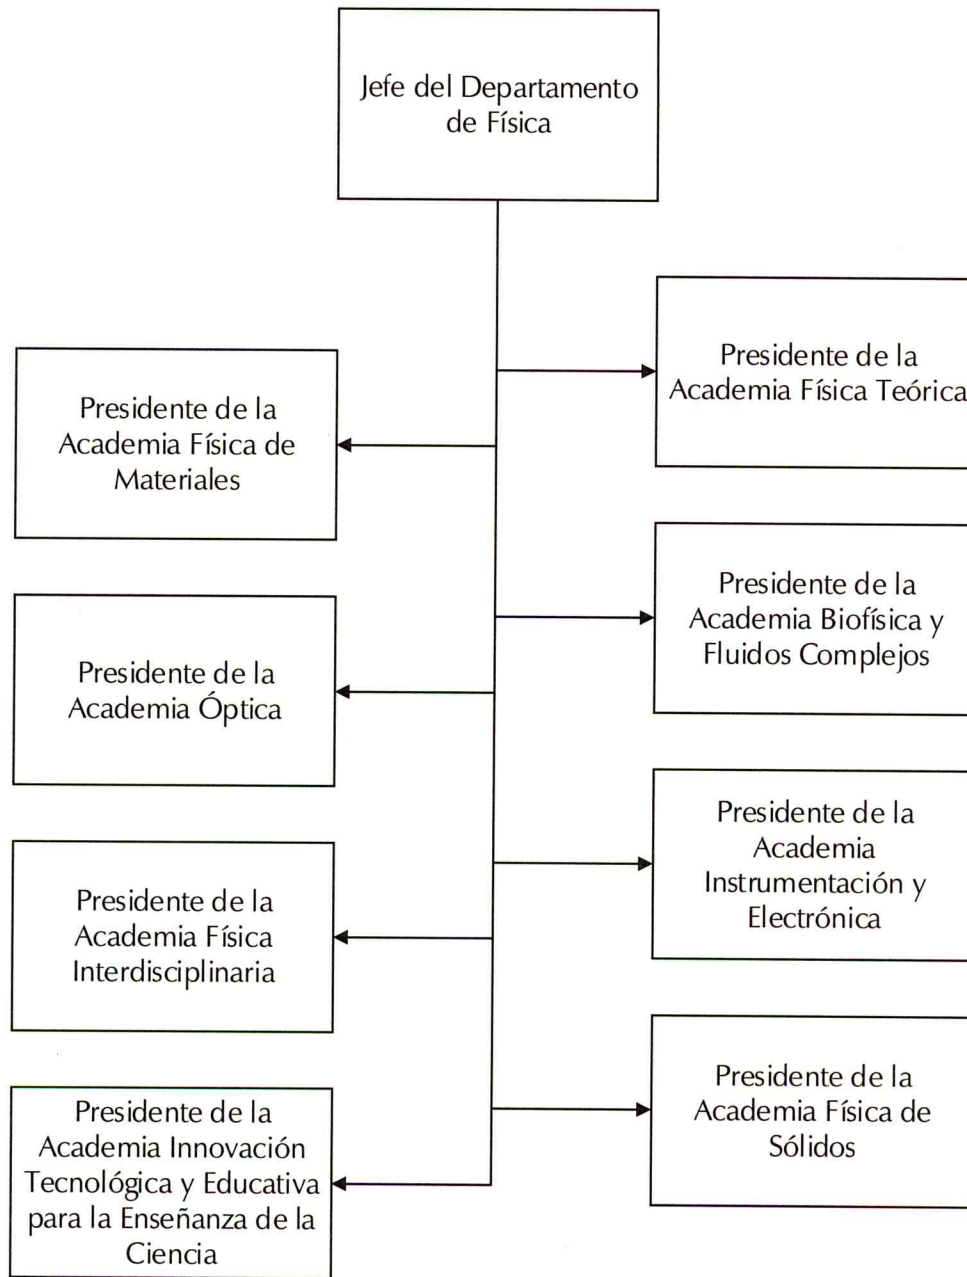 Jefe del Departamento
de Física
Presidente de la
Academia Física Teórica
Presidente de la
Academia Física de
Materiales
Presidente de la
Academia Biofísica y
Fluidos Complejos
Presidente de la
Academia Óptica
Presidente de la
Academia
Instrumentación y
Electrónica
Presidente de la
Academia Física
Interdisciplinaria
Presidente de la
Academia Física de
Sólidos
Presidente de la
Academia Innovación
Tecnológica y Educativa
para la Enseñanza de la
Ciencia